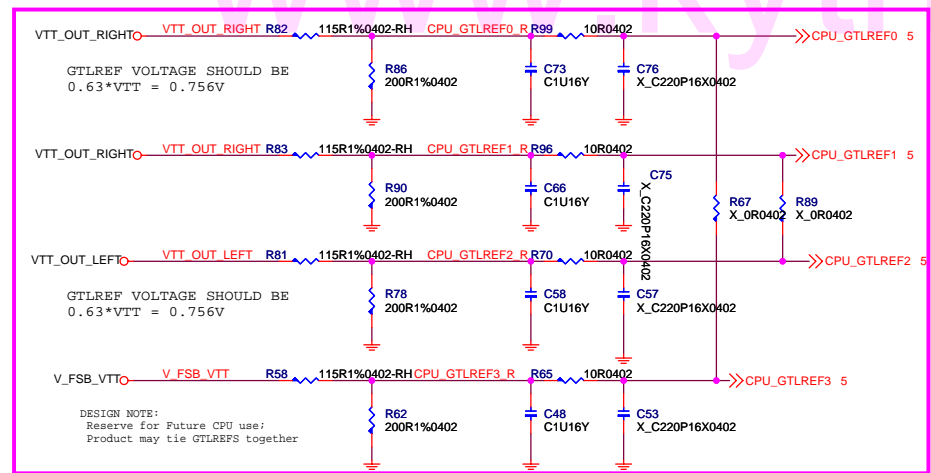 www.kyt
VTT_OUT_RIGHT VTT_OUT_RIGHT R82 115R1%0402-RH CPU_GTLREF0_R R99 10R0402 CPU_GTLREF0 5
GTLREF VOLTAGE SHOULD BE
0.63*VTT = 0.756V
R86
200R1%0402
C73
C1U16Y
C76
X_C220P16X0402
VTT_OUT_RIGHT VTT_OUT_RIGHT R83 115R1%0402-RH CPU_GTLREF1_R R96 10R0402 CPU_GTLREF1 5
R90
200R1%0402
C66
C1U16Y
C75
X_C220P16X0402
R67
X_0R0402
R89
X_0R0402
VTT_OUT_LEFT VTT_OUT_LEFT R81 115R1%0402-RH CPU_GTLREF2_R R70 10R0402 CPU_GTLREF2 5
GTLREF VOLTAGE SHOULD BE
0.63*VTT = 0.756V
R78
200R1%0402
C58
C1U16Y
C57
X_C220P16X0402
V_FSB_VTT V_FSB_VTT R58 115R1%0402-RH CPU_GTLREF3_R R65 10R0402 CPU_GTLREF3 5
DESIGN NOTE:
Reserve for Future CPU use;
Product may tie GTLREFS together
R62
200R1%0402
C48
C1U16Y
C53
X_C220P16X0402